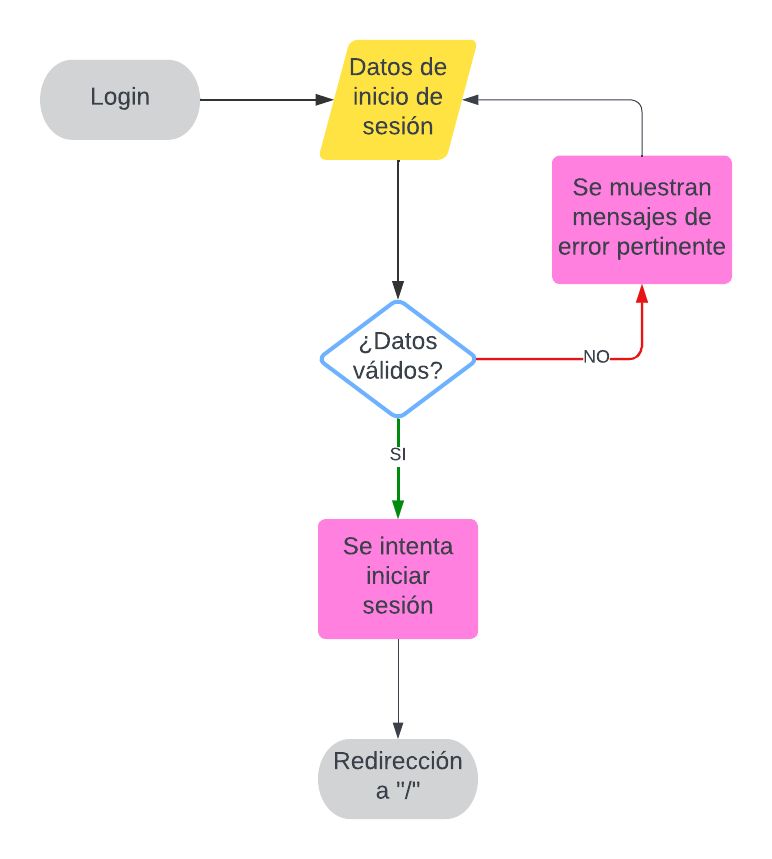 Login
Datos de
inicio de
sesión
Se muestran
mensajes de
error pertinente
¿Datos
válidos?
NO
SI
Se intenta
iniciar
sesión
Redirección
a "/"